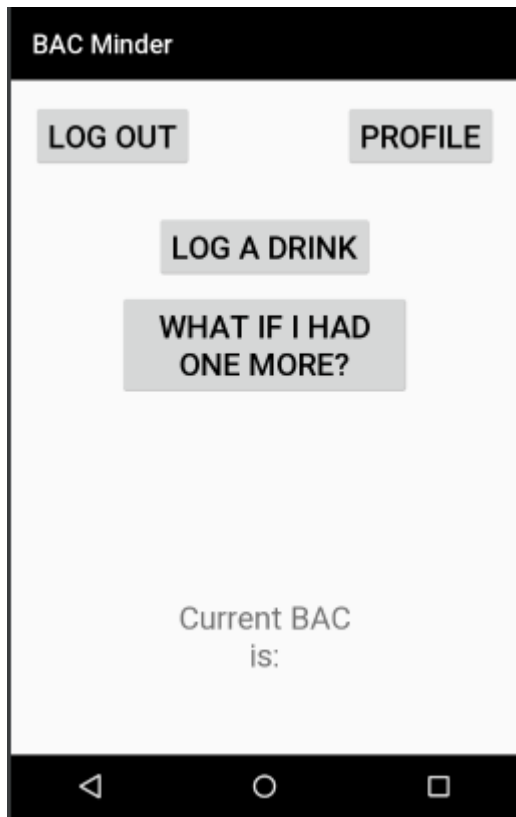 BAC Minder
LOG OUT
PROFILE
LOG A DRINK
WHAT IF I HAD
ONE MORE?
Current BAC
is: